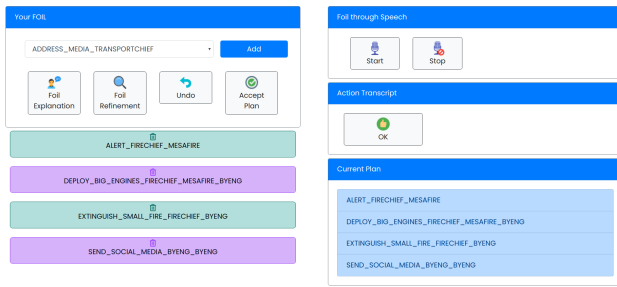 Your FOIL
ADDRESS_MEDIA_TRANSPORTCHIEF
Add
Foil
Explanation
Foil
Refinement
Undo
Accept
Plan
ALERT_FIRECHIEF_MESAFIRE
DEPLOY_BIG_ENGINES_FIRECHIEF_MESAFIRE_BYENG
EXTINGUISH_SMALL_FIRE_FIRECHIEF_BYENG
SEND_SOCIAL_MEDIA_BYENG_BYENG
Foil through Speech
Start
Stop
Action Transcript
OK
Current Plan
ALERT_FIRECHIEF_MESAFIRE
DEPLOY_BIG_ENGINES_FIRECHIEF_MESAFIRE_BYENG
EXTINGUISH_SMALL_FIRE_FIRECHIEF_BYENG
SEND_SOCIAL_MEDIA_BYENG_BYENG